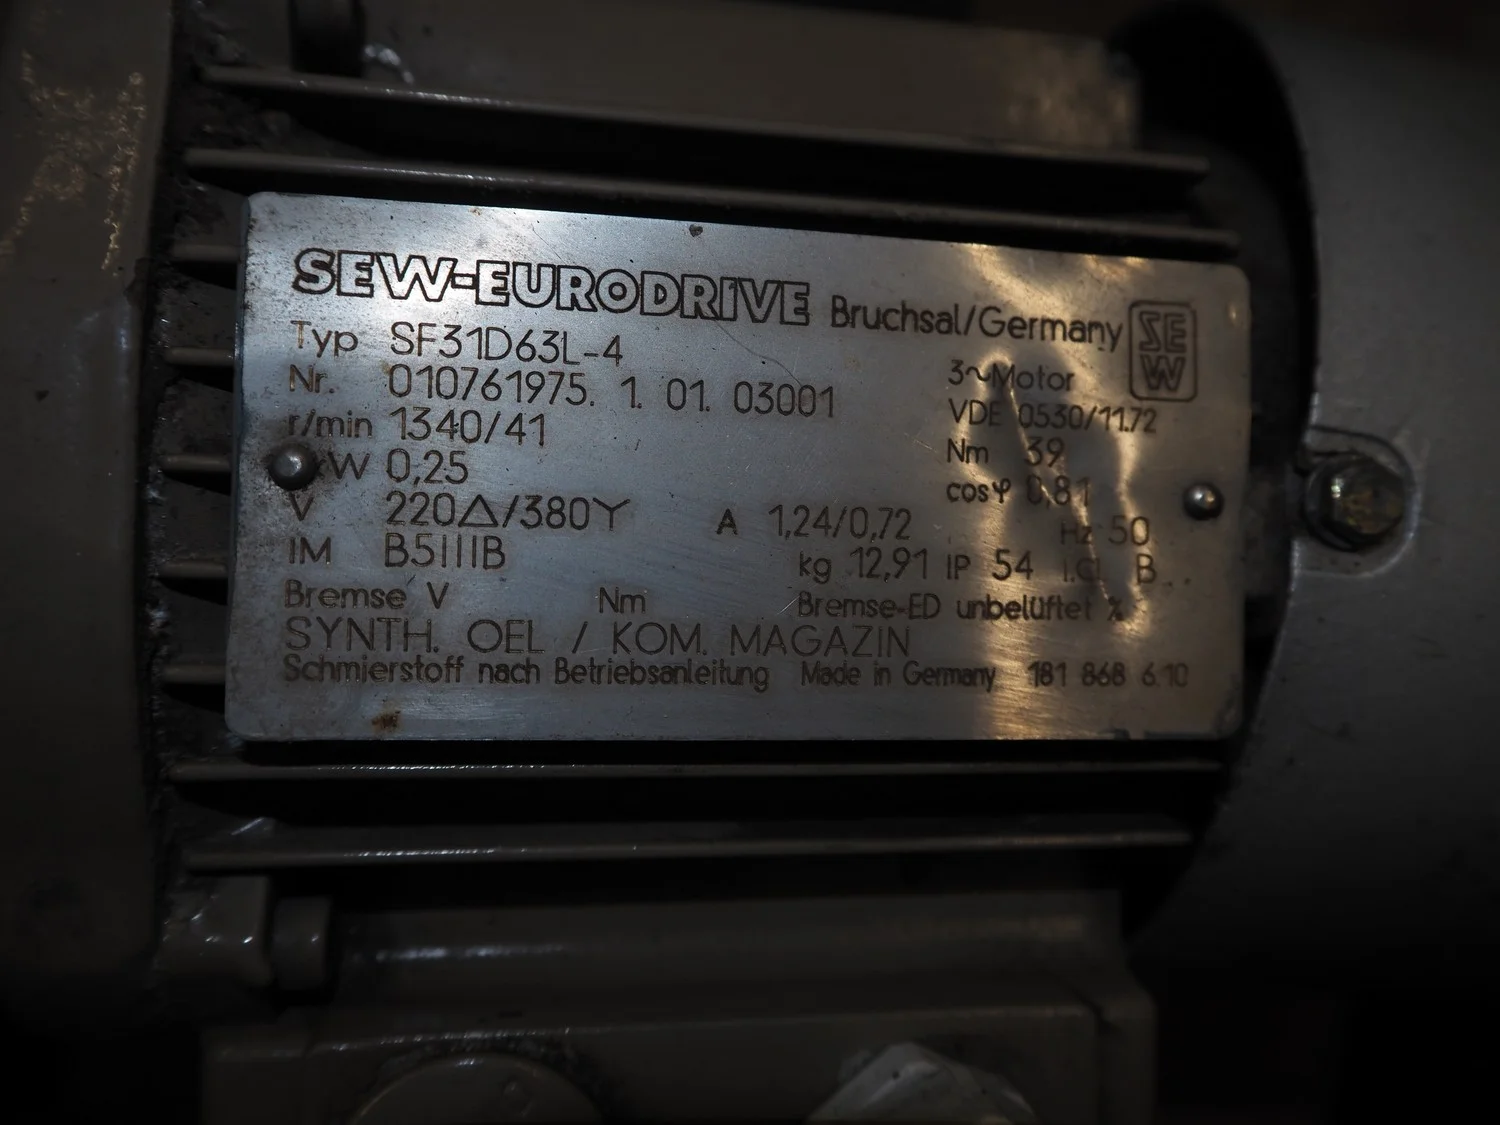 SEW-EURODRIVE Bruchsal/Germany SEW
Typ SF31D63L-4
3~Motor
Nr. 010761975. 1. 01. 03001
VDE 0530/11.72
r/min 1340/41
Nm 39
kW 0,25
cosφ 0,81
V 220△/380Y A 1,24/0,72 Hz 50
IM B5IIIB kg 12,91 IP 54 I.Cl. B
Bremse V Nm Bremse-ED unbelüftet %
SYNTH. OEL / KOM. MAGAZIN
Schmierstoff nach Betriebsanleitung Made in Germany 181 868 6.10